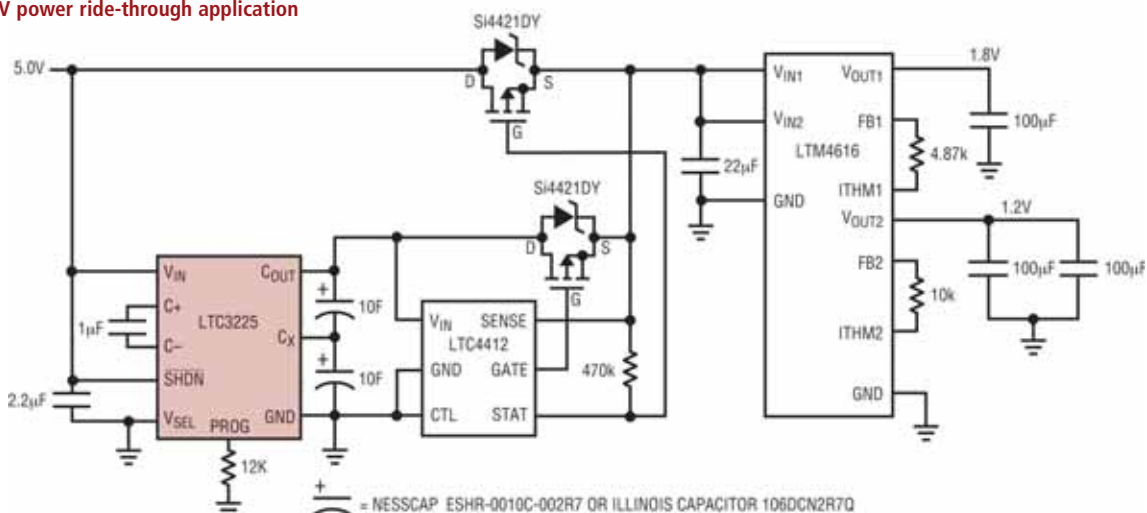 V power ride-through application
Si4421DY
5.0V
D
S
G
VIN1
VOUT1
1.8V
100µF
VIN2
FB1
4.87k
LTM4616
22µF
ITHM1
GND
VOUT2
1.2V
100µF
100µF
FB2
10k
ITHM2
GND
Si4421DY
D
S
G
VIN
COUT
C+
1µF
LTC3225
C–
CX
SHDN
2.2µF
VSEL
PROG
GND
12K
+
10F
+
10F
VIN
SENSE
LTC4412
GND
GATE
470k
CTL
STAT
+
= NESSCAP ESHR-0010C-002R7 OR ILLINOIS CAPACITOR 106DCN2R7Q